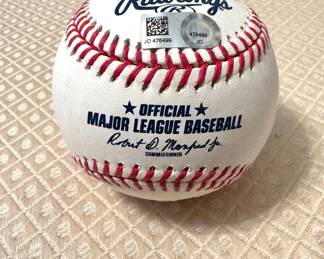 Rawlings
JD 476499
476499
JD
★ OFFICIAL ★
MAJOR LEAGUE BASEBALL
Robert D. Manfred Jr.
COMMISSIONER